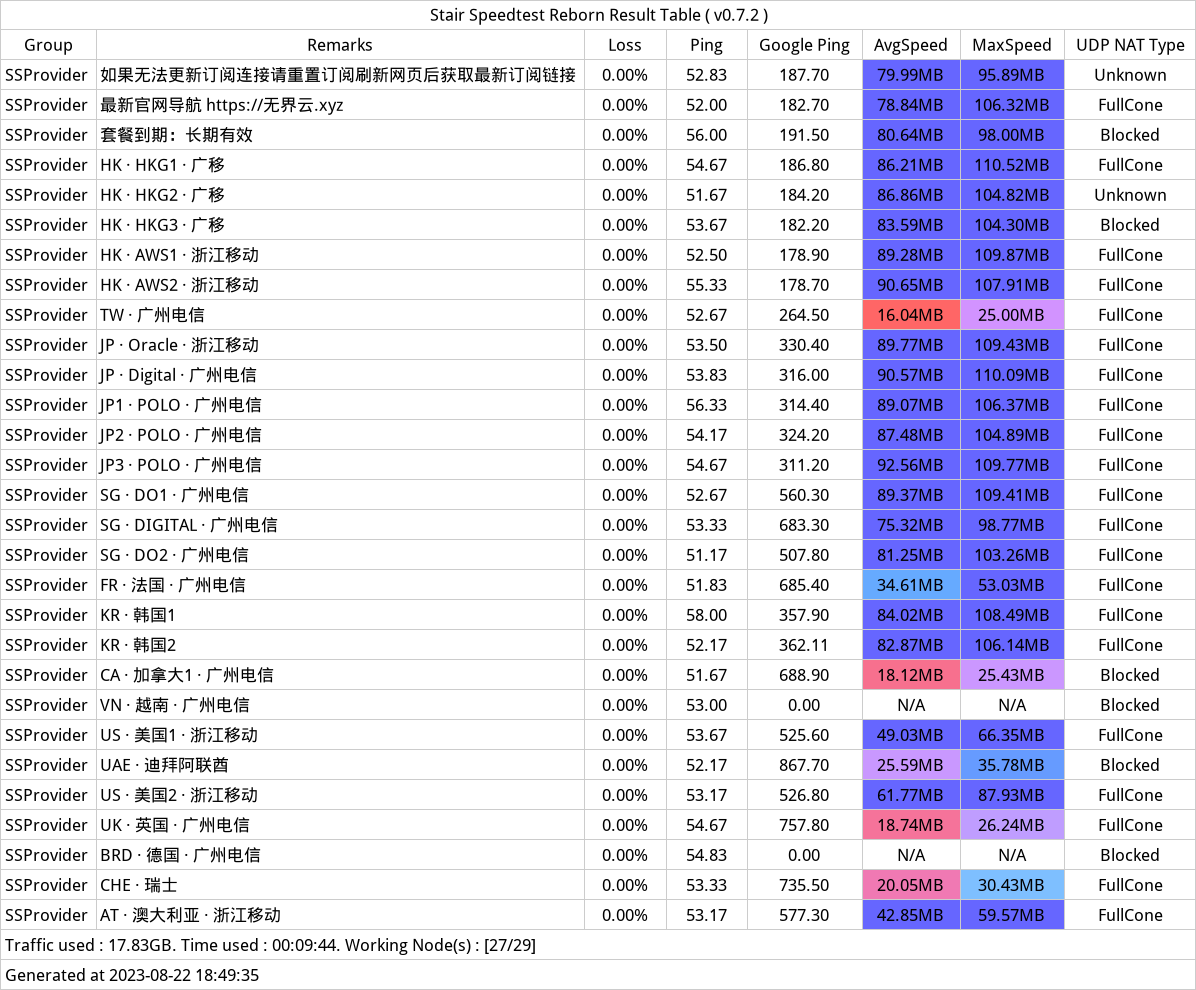 Stair Speedtest Reborn Result Table ( v0.7.2 )
Group Remarks Loss Ping Google Ping AvgSpeed MaxSpeed UDP NAT Type
SSProvider 如果无法更新订阅连接请重置订阅刷新网页后获取最新订阅链接 0.00% 52.83 187.70 79.99MB 95.89MB Unknown
SSProvider 最新官网导航 https://无界云.xyz 0.00% 52.00 182.70 78.84MB 106.32MB FullCone
SSProvider 套餐到期：长期有效 0.00% 56.00 191.50 80.64MB 98.00MB Blocked
SSProvider HK · HKG1 · 广移 0.00% 54.67 186.80 86.21MB 110.52MB FullCone
SSProvider HK · HKG2 · 广移 0.00% 51.67 184.20 86.86MB 104.82MB Unknown
SSProvider HK · HKG3 · 广移 0.00% 53.67 182.20 83.59MB 104.30MB Blocked
SSProvider HK · AWS1 · 浙江移动 0.00% 52.50 178.90 89.28MB 109.87MB FullCone
SSProvider HK · AWS2 · 浙江移动 0.00% 55.33 178.70 90.65MB 107.91MB FullCone
SSProvider TW · 广州电信 0.00% 52.67 264.50 16.04MB 25.00MB FullCone
SSProvider JP · Oracle · 浙江移动 0.00% 53.50 330.40 89.77MB 109.43MB FullCone
SSProvider JP · Digital · 广州电信 0.00% 53.83 316.00 90.57MB 110.09MB FullCone
SSProvider JP1 · POLO · 广州电信 0.00% 56.33 314.40 89.07MB 106.37MB FullCone
SSProvider JP2 · POLO · 广州电信 0.00% 54.17 324.20 87.48MB 104.89MB FullCone
SSProvider JP3 · POLO · 广州电信 0.00% 54.67 311.20 92.56MB 109.77MB FullCone
SSProvider SG · DO1 · 广州电信 0.00% 52.67 560.30 89.37MB 109.41MB FullCone
SSProvider SG · DIGITAL · 广州电信 0.00% 53.33 683.30 75.32MB 98.77MB FullCone
SSProvider SG · DO2 · 广州电信 0.00% 51.17 507.80 81.25MB 103.26MB FullCone
SSProvider FR · 法国 · 广州电信 0.00% 51.83 685.40 34.61MB 53.03MB FullCone
SSProvider KR · 韩国1 0.00% 58.00 357.90 84.02MB 108.49MB FullCone
SSProvider KR · 韩国2 0.00% 52.17 362.11 82.87MB 106.14MB FullCone
SSProvider CA · 加拿大1 · 广州电信 0.00% 51.67 688.90 18.12MB 25.43MB Blocked
SSProvider VN · 越南 · 广州电信 0.00% 53.00 0.00 N/A N/A Blocked
SSProvider US · 美国1 · 浙江移动 0.00% 53.67 525.60 49.03MB 66.35MB FullCone
SSProvider UAE · 迪拜阿联酋 0.00% 52.17 867.70 25.59MB 35.78MB Blocked
SSProvider US · 美国2 · 浙江移动 0.00% 53.17 526.80 61.77MB 87.93MB FullCone
SSProvider UK · 英国 · 广州电信 0.00% 54.67 757.80 18.74MB 26.24MB FullCone
SSProvider BRD · 德国 · 广州电信 0.00% 54.83 0.00 N/A N/A Blocked
SSProvider CHE · 瑞士 0.00% 53.33 735.50 20.05MB 30.43MB FullCone
SSProvider AT · 澳大利亚 · 浙江移动 0.00% 53.17 577.30 42.85MB 59.57MB FullCone
Traffic used : 17.83GB. Time used : 00:09:44. Working Node(s) : [27/29]
Generated at 2023-08-22 18:49:35